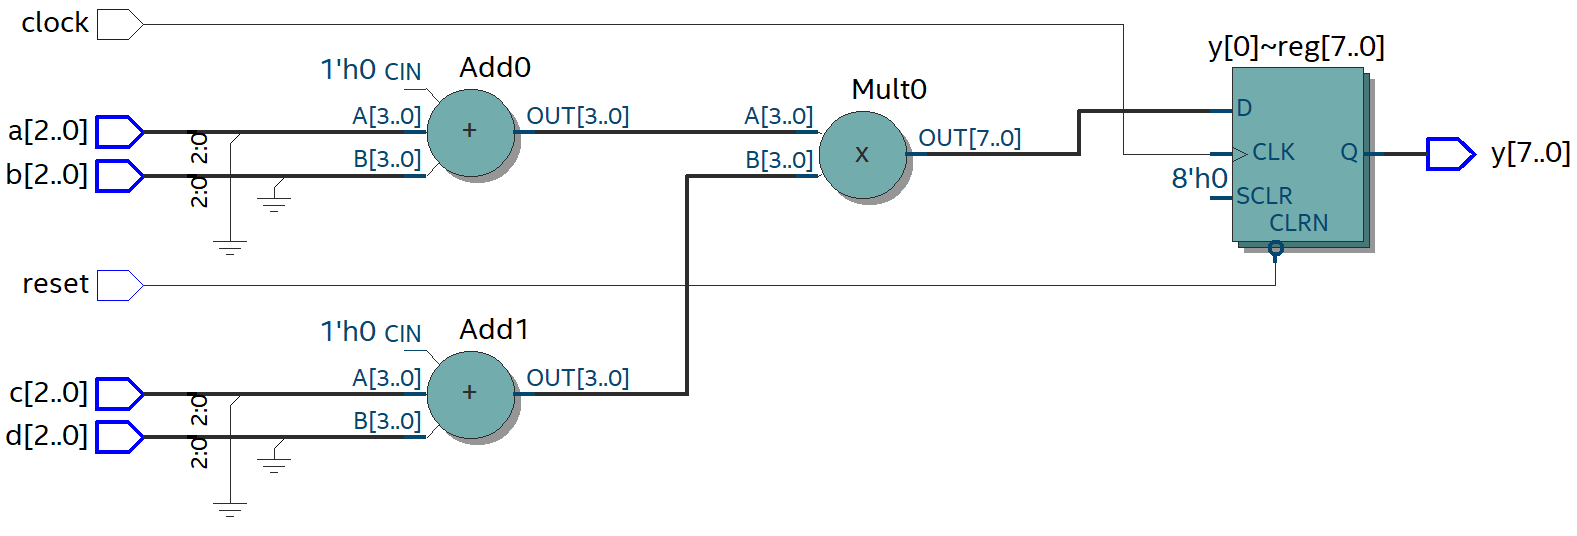 clock
y[0]~reg[7..0]
1'h0 CIN
Add0
Mult0
a[2..0]
2:0
A[3..0]
+
OUT[3..0]
A[3..0]
D
b[2..0]
2:0
B[3..0]
B[3..0]
x
OUT[7..0]
CLK
Q
y[7..0]
8'h0
SCLR
CLRN
reset
1'h0 CIN
Add1
c[2..0]
2:0
A[3..0]
+
OUT[3..0]
d[2..0]
2:0
B[3..0]